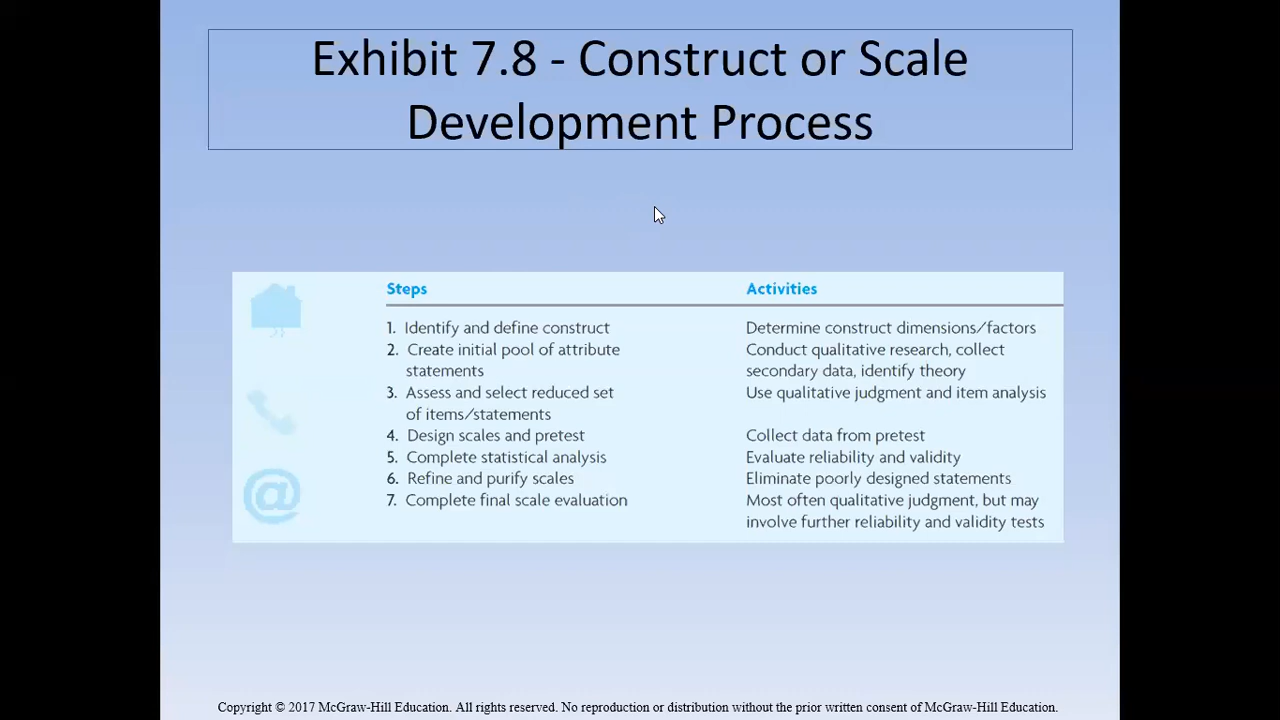 Exhibit 7.8 - Construct or Scale
Development Process
Steps
Activities
1. Identify and define construct
Determine construct dimensions/factors
2. Create initial pool of attribute
statements
Conduct qualitative research, collect
secondary data, identify theory
3. Assess and select reduced set
of items/statements
Use qualitative judgment and item analysis
4. Design scales and pretest
Collect data from pretest
5. Complete statistical analysis
Evaluate reliability and validity
6. Refine and purify scales
Eliminate poorly designed statements
7. Complete final scale evaluation
Most often qualitative judgment, but may
involve further reliability and validity tests
@
Copyright © 2017 McGraw-Hill Education. All rights reserved. No reproduction or distribution without the prior written consent of McGraw-Hill Education.